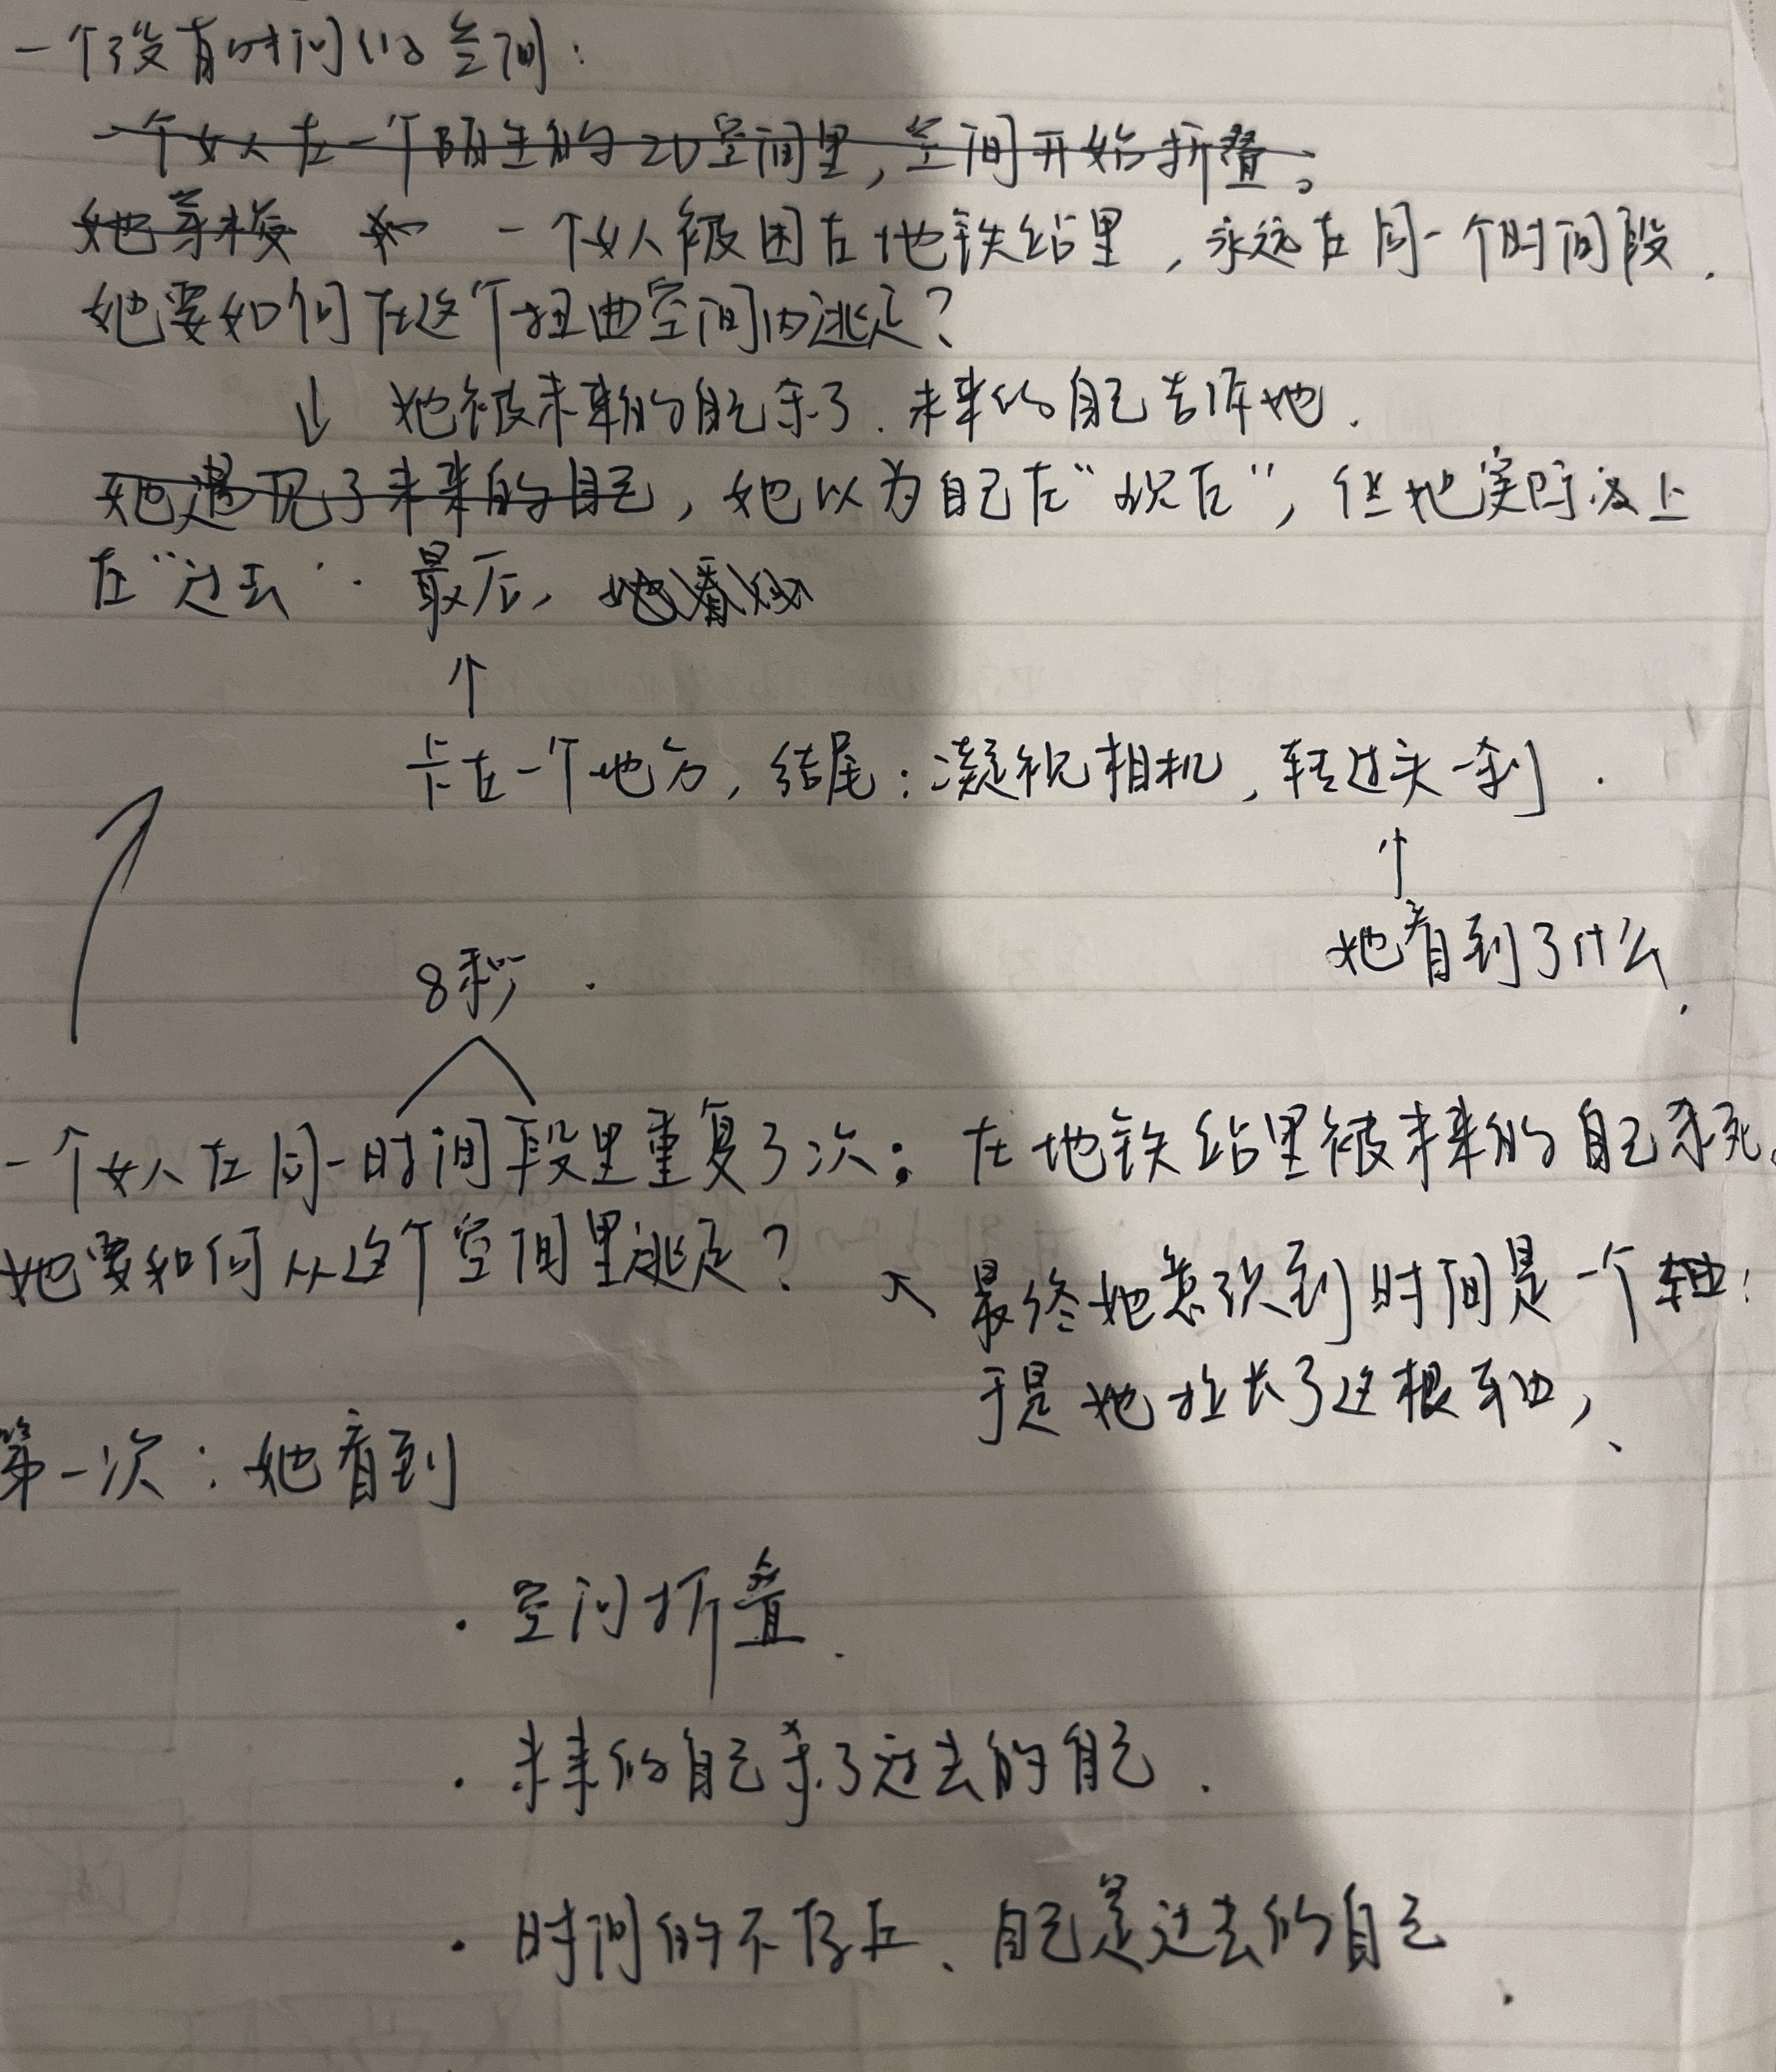 一个没有时间的空间：
一个女人在一个陌生的2D空间里，空间开始折叠。
她寻 一个女人被困在地铁站里，永远在同一个时间段．
她要如何在这个扭曲空间内逃走？
↓ 她被未来的自己杀了．未来的自己告诉她．
她遇见了未来的自己，她以为自己在“现在”，但她实际上
在“过去”．最后，她看
↑
卡在一个地方，结尾：凝视相机，转过头一刹．
↑
她看到了什么．
8秒．
一个女人在同一时间段里重复了次：在地铁站里被未来的自己杀死。
她要如何从这个空间里逃走？
↖ 最终她意识到时间是一个轴：
于是她拉长了这根轴，
第一次：她看到
· 空间折叠．
· 未来的自己杀了过去的自己．
· 时间的不存在、自己是过去的自己．